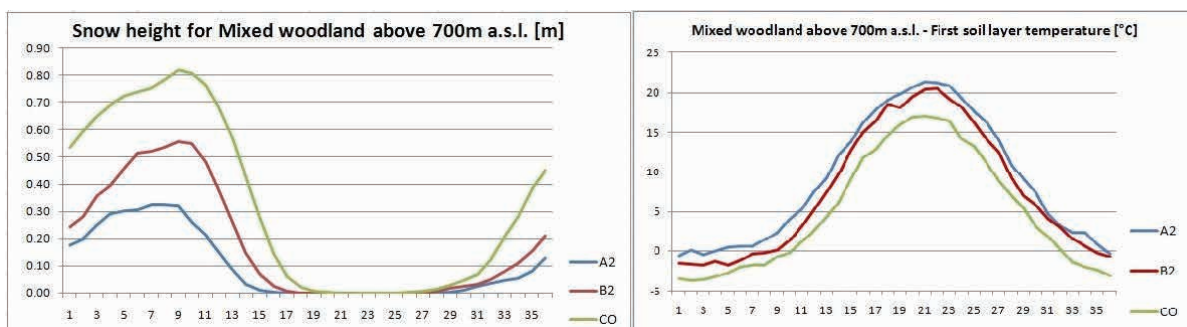 Snow height for Mixed woodland above 700m a.s.l. [m]
0.90
0.80
0.70
0.60
0.50
0.40
0.30
0.20
0.10
0.00
1 3 5 7 9 11 13 15 17 19 21 23 25 27 29 31 33 35
A2
B2
CO
Mixed woodland above 700m a.s.l. - First soil layer temperature [°C]
25
20
15
10
5
0
-5
1 3 5 7 9 11 13 15 17 19 21 23 25 27 29 31 33 35
A2
B2
CO